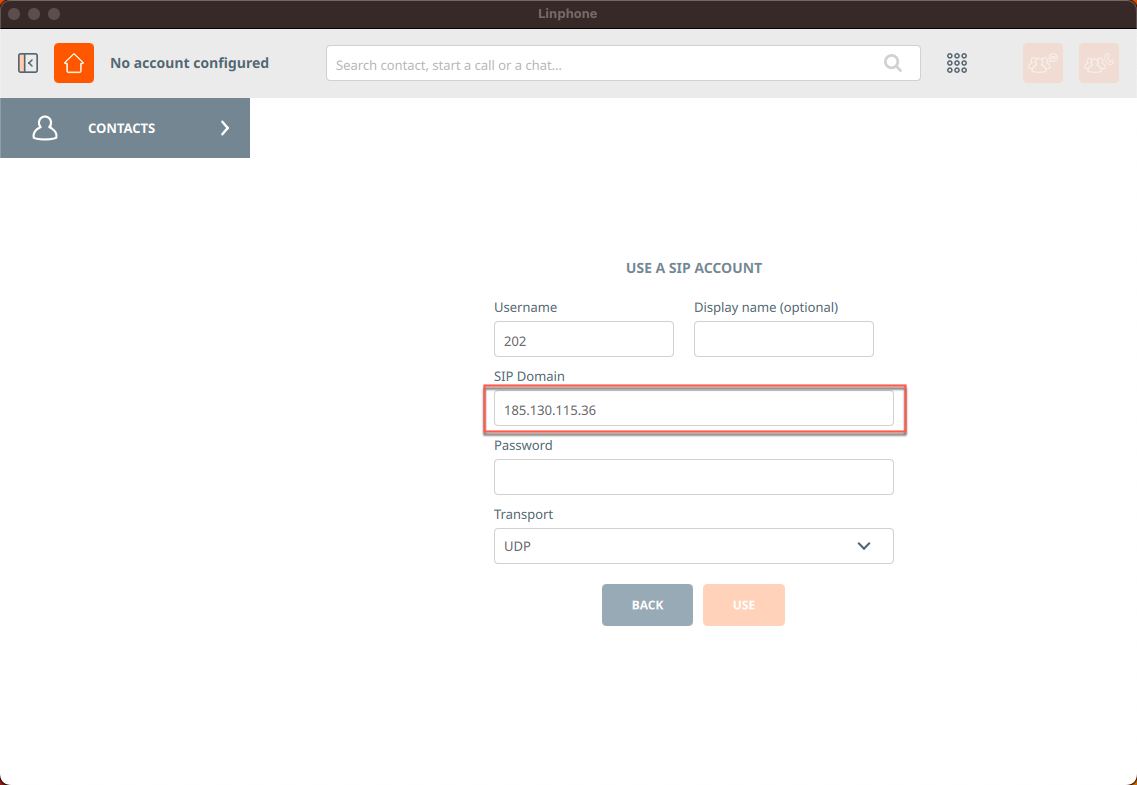 Linphone
No account configured
Search contact, start a call or a chat...
CONTACTS
USE A SIP ACCOUNT
Username
Display name (optional)
202
SIP Domain
185.130.115.36
Password
Transport
UDP
BACK
USE